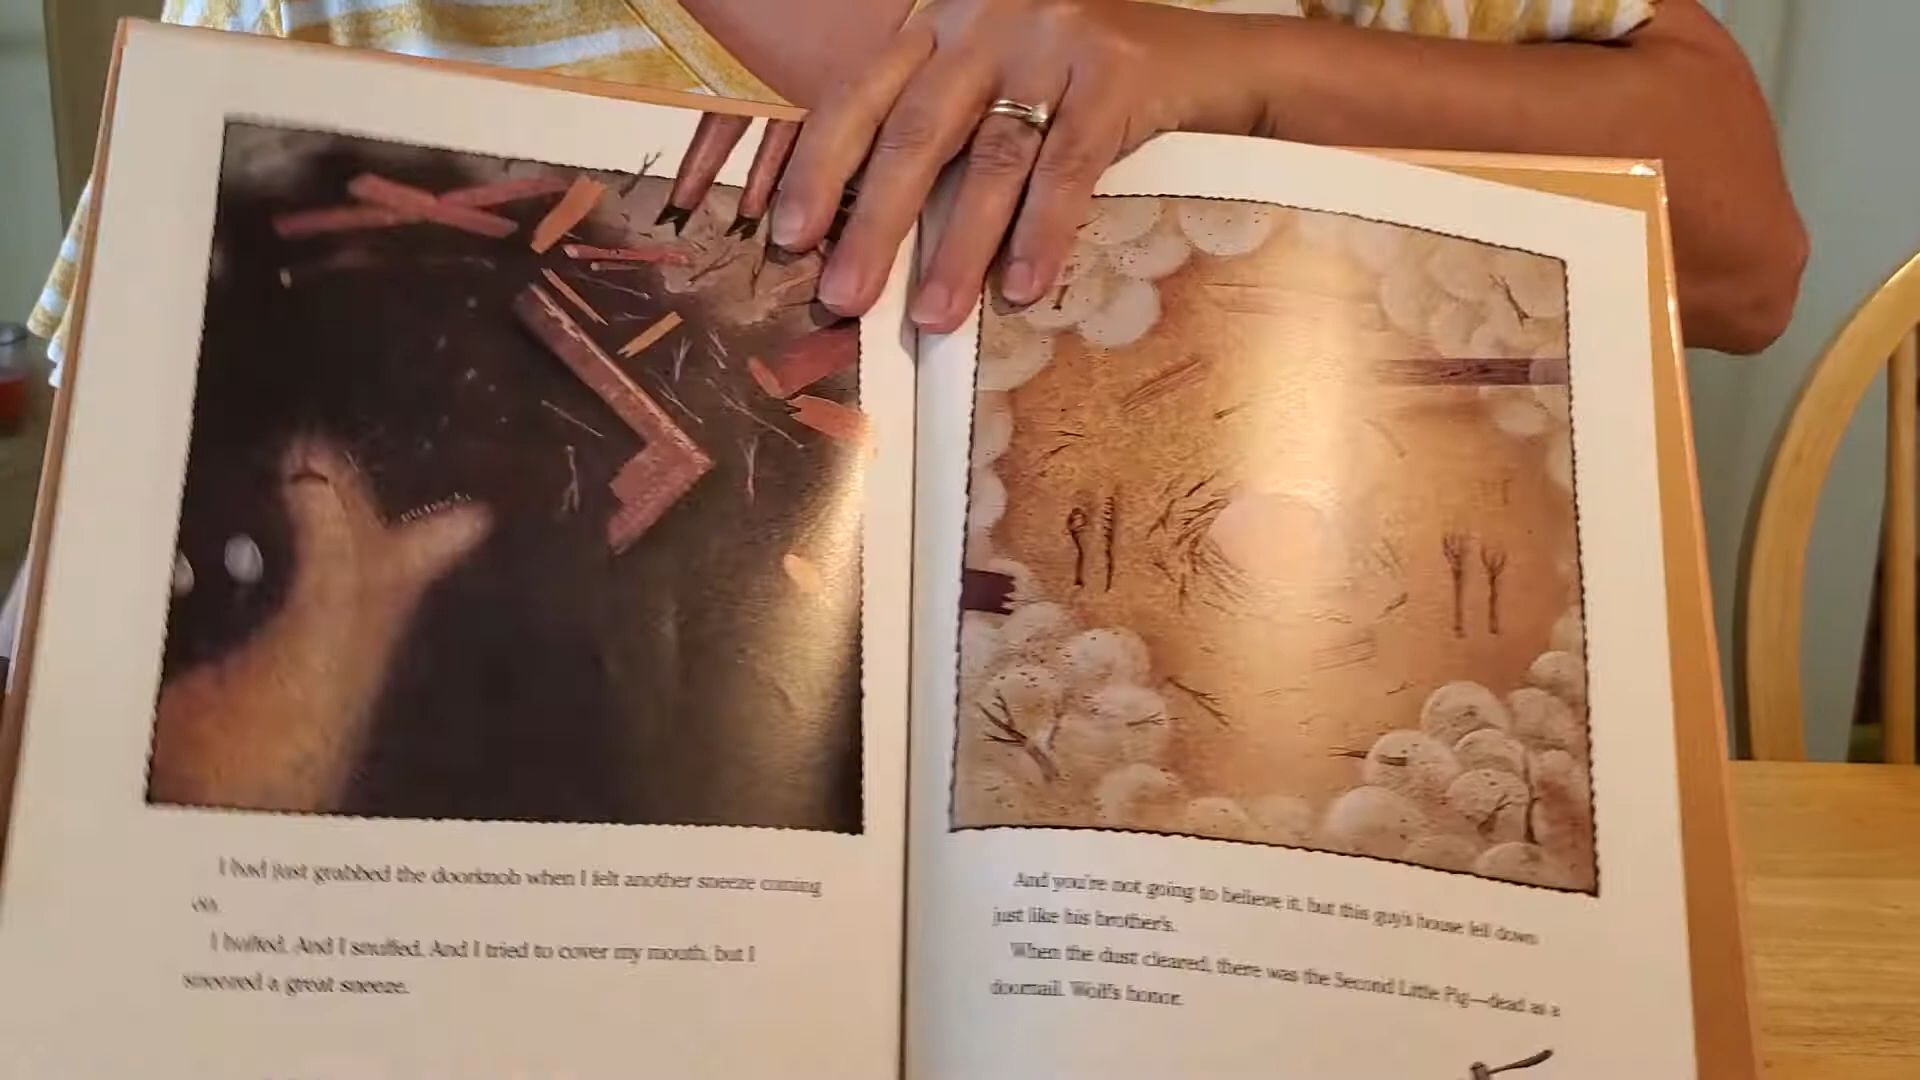 I had just grabbed the doorknob when I felt another sneeze coming
on.
I huffed. And I snuffed. And I tried to cover my mouth, but I
sneezed a great sneeze.
And you're not going to believe it, but this guy's house fell down
just like his brother's.
When the dust cleared, there was the Second Little Pig—dead as a
doornail. Wolf's honor.